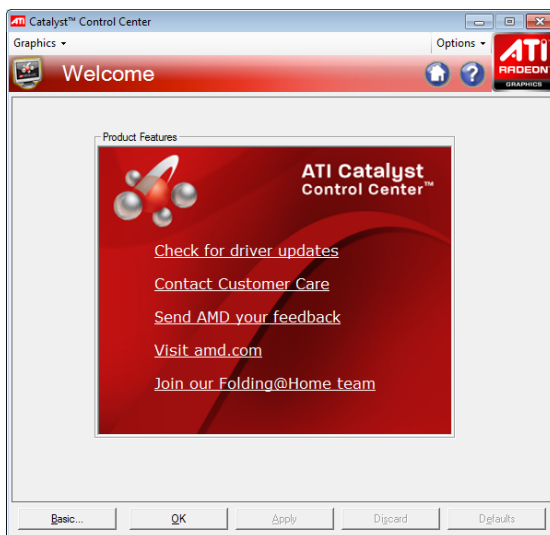 ATI Catalyst™ Control Center
Graphics Options
Welcome
ATI
RADEON
GRAPHICS
Product Features
ATI Catalyst
Control Center™
Check for driver updates
Contact Customer Care
Send AMD your feedback
Visit amd.com
Join our Folding@Home team
Basic... OK Apply Discard Defaults